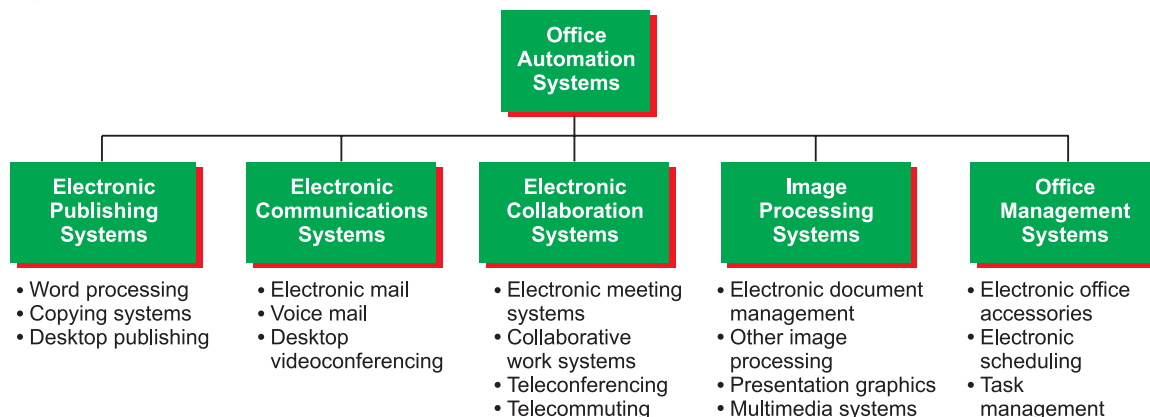 Office
Automation
Systems
Electronic
Publishing
Systems
• Word processing
• Copying systems
• Desktop publishing
Electronic
Communications
Systems
• Electronic mail
• Voice mail
• Desktop
videoconferencing
Electronic
Collaboration
Systems
• Electronic meeting
systems
• Collaborative
work systems
• Teleconferencing
• Telecommuting
Image
Processing
Systems
• Electronic document
management
• Other image
processing
• Presentation graphics
• Multimedia systems
Office
Management
Systems
• Electronic office
accessories
• Electronic
scheduling
• Task
management